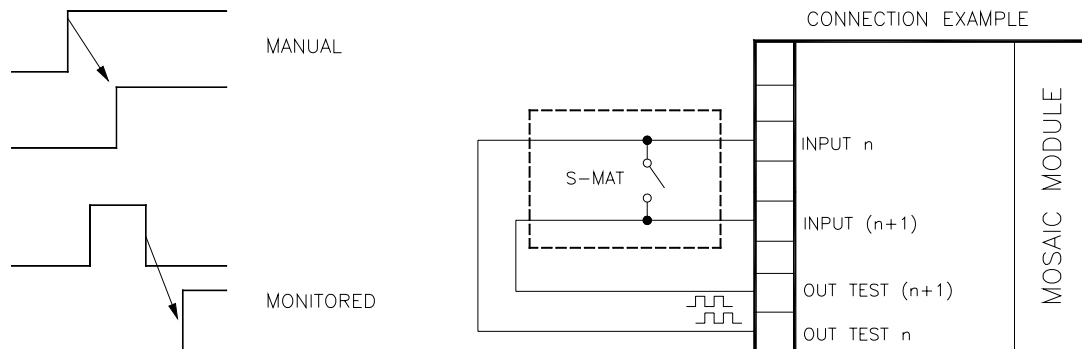 CONNECTION EXAMPLE
MANUAL
INPUT n
S-MAT
INPUT (n+1)
MONITORED
OUT TEST (n+1)
OUT TEST n
MOSAIC MODULE